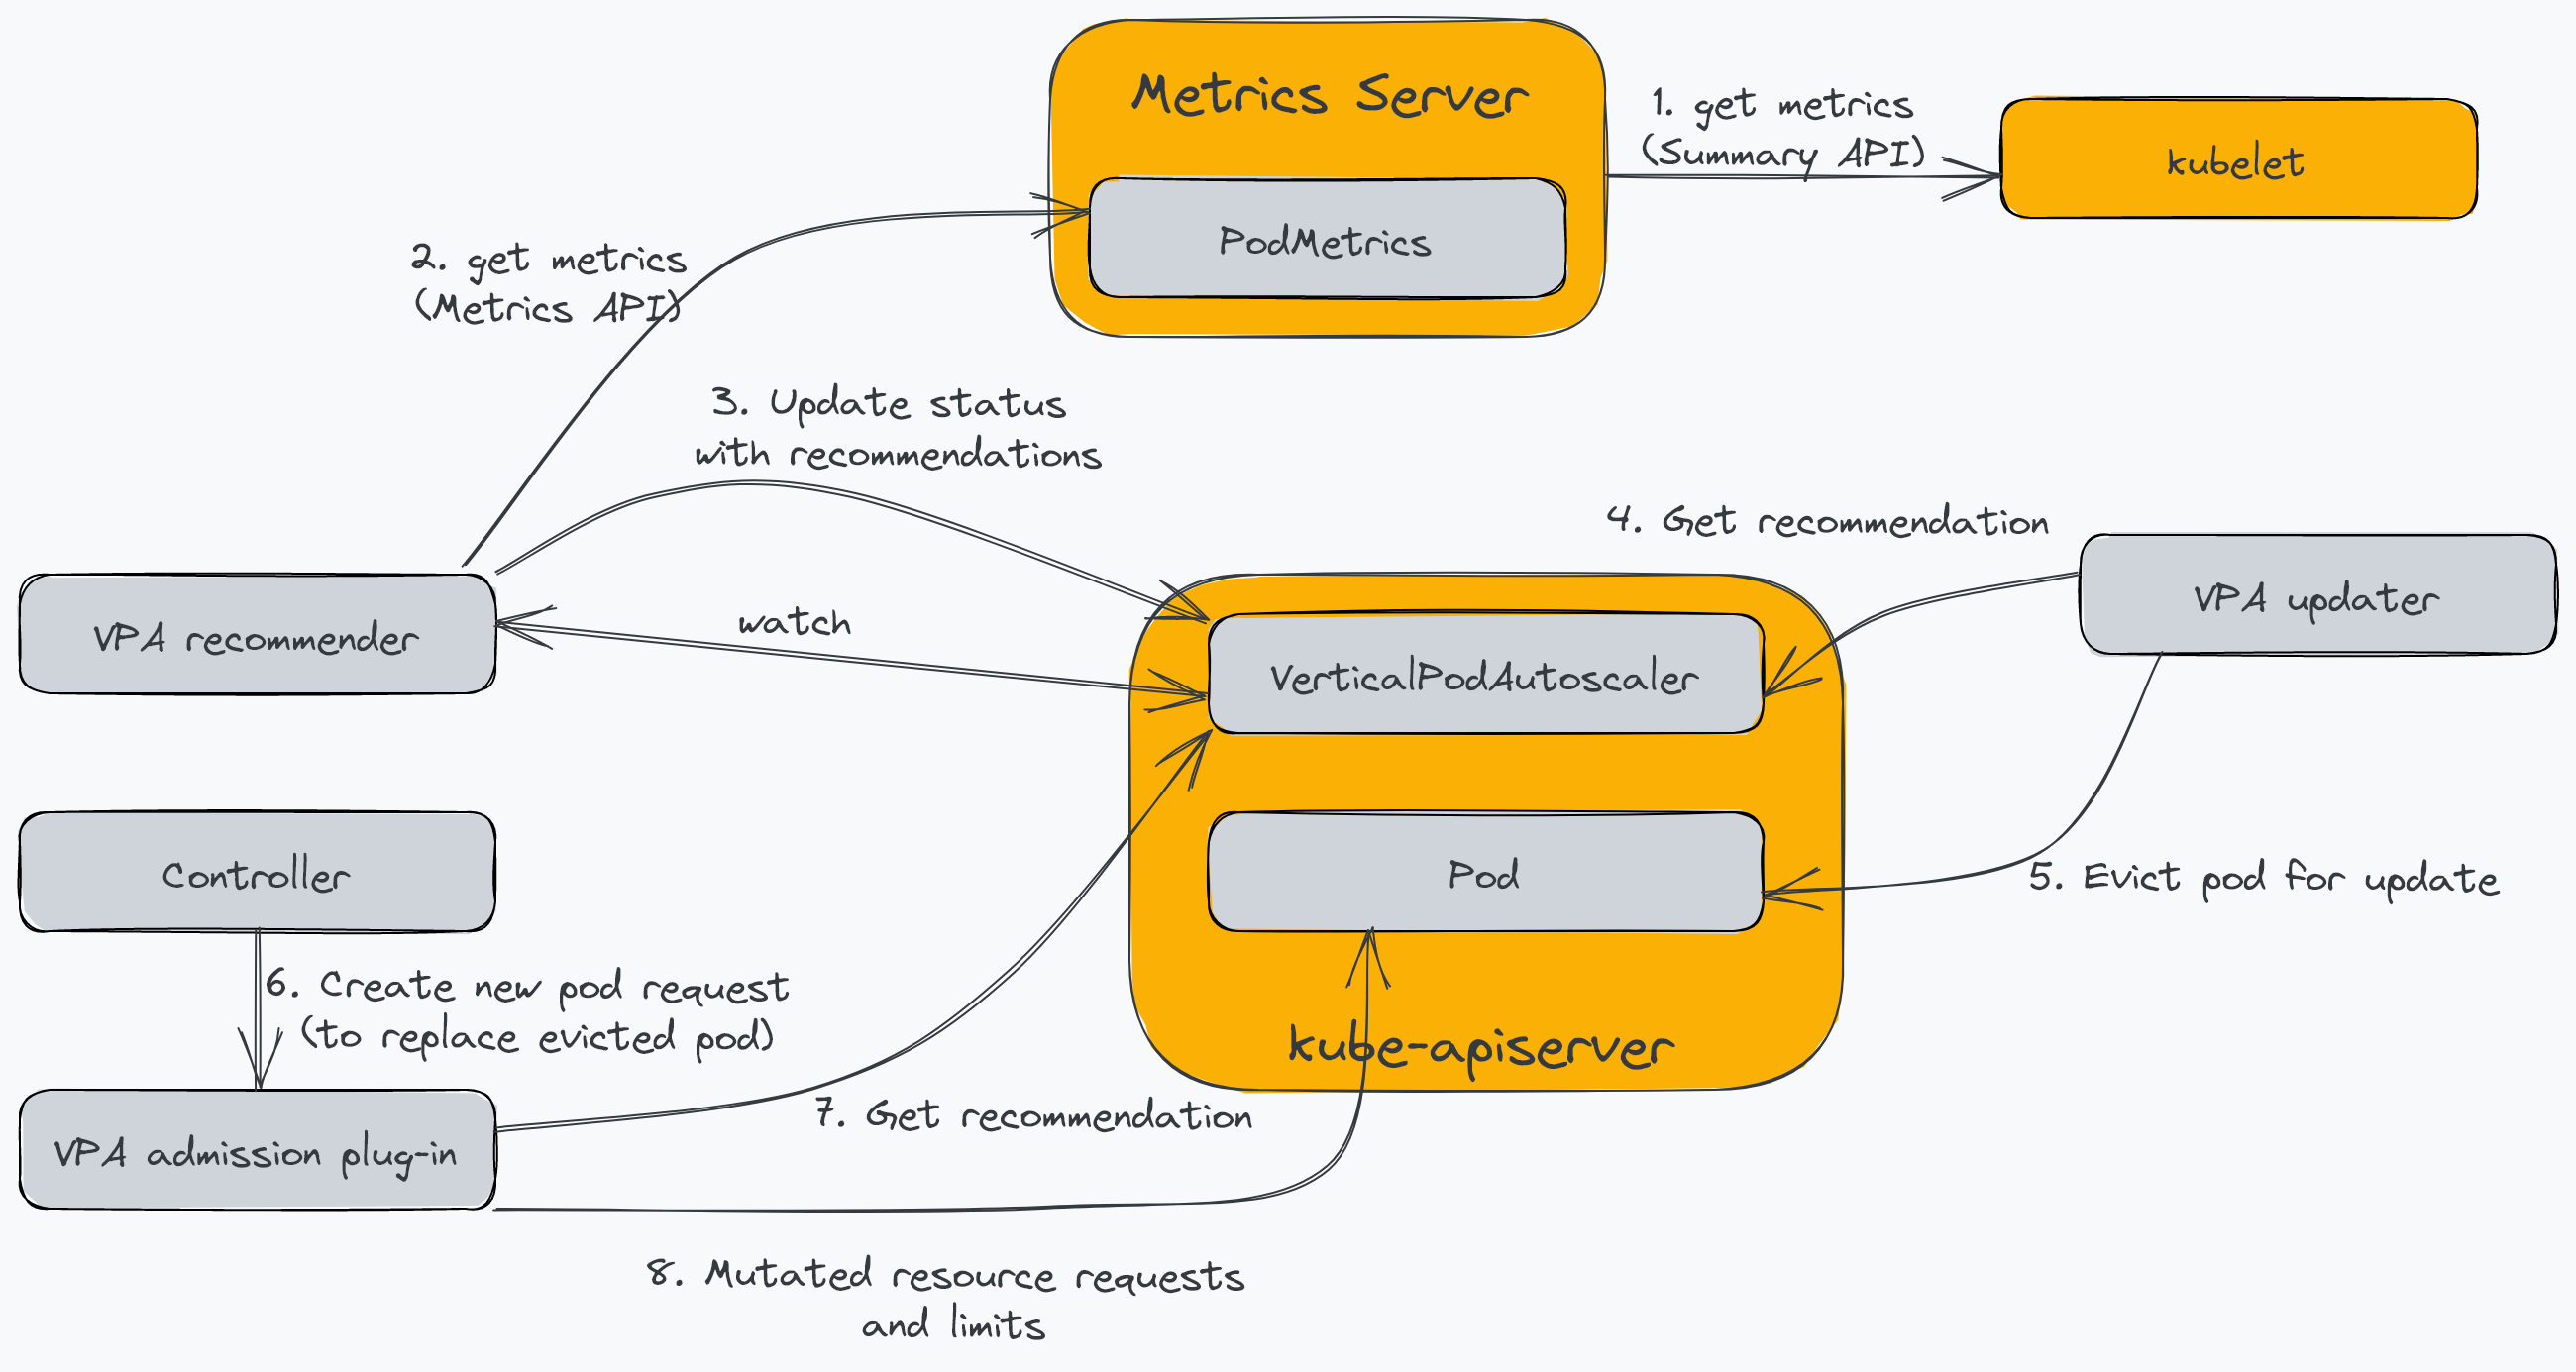 Metrics Server
1. get metrics
(Summary API)
kubelet
PodMetrics
2. get metrics
(Metrics API)
3. Update status
with recommendations
4. Get recommendation
VPA updater
VPA recommender
watch
VerticalPodAutoscaler
Controller
Pod
5. Evict pod for update
6. Create new pod request
(to replace evicted pod)
kube-apiserver
7. Get recommendation
VPA admission plug-in
8. Mutated resource requests
and limits